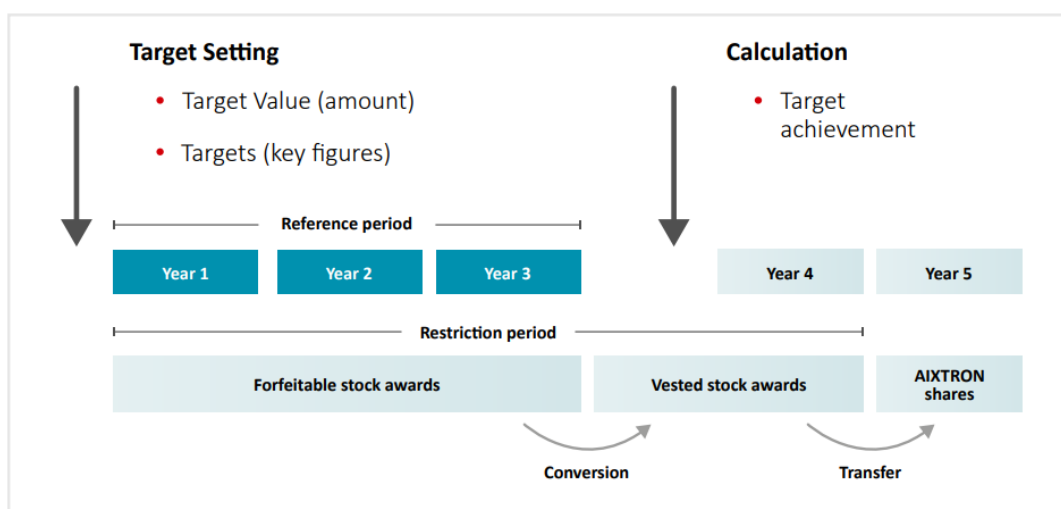 Target Setting
• Target Value (amount)
• Targets (key figures)
Calculation
• Target
achievement
Reference period
Year 1
Year 2
Year 3
Year 4
Year 5
Restriction period
Forfeitable stock awards
Vested stock awards
AIXTRON
shares
Conversion
Transfer